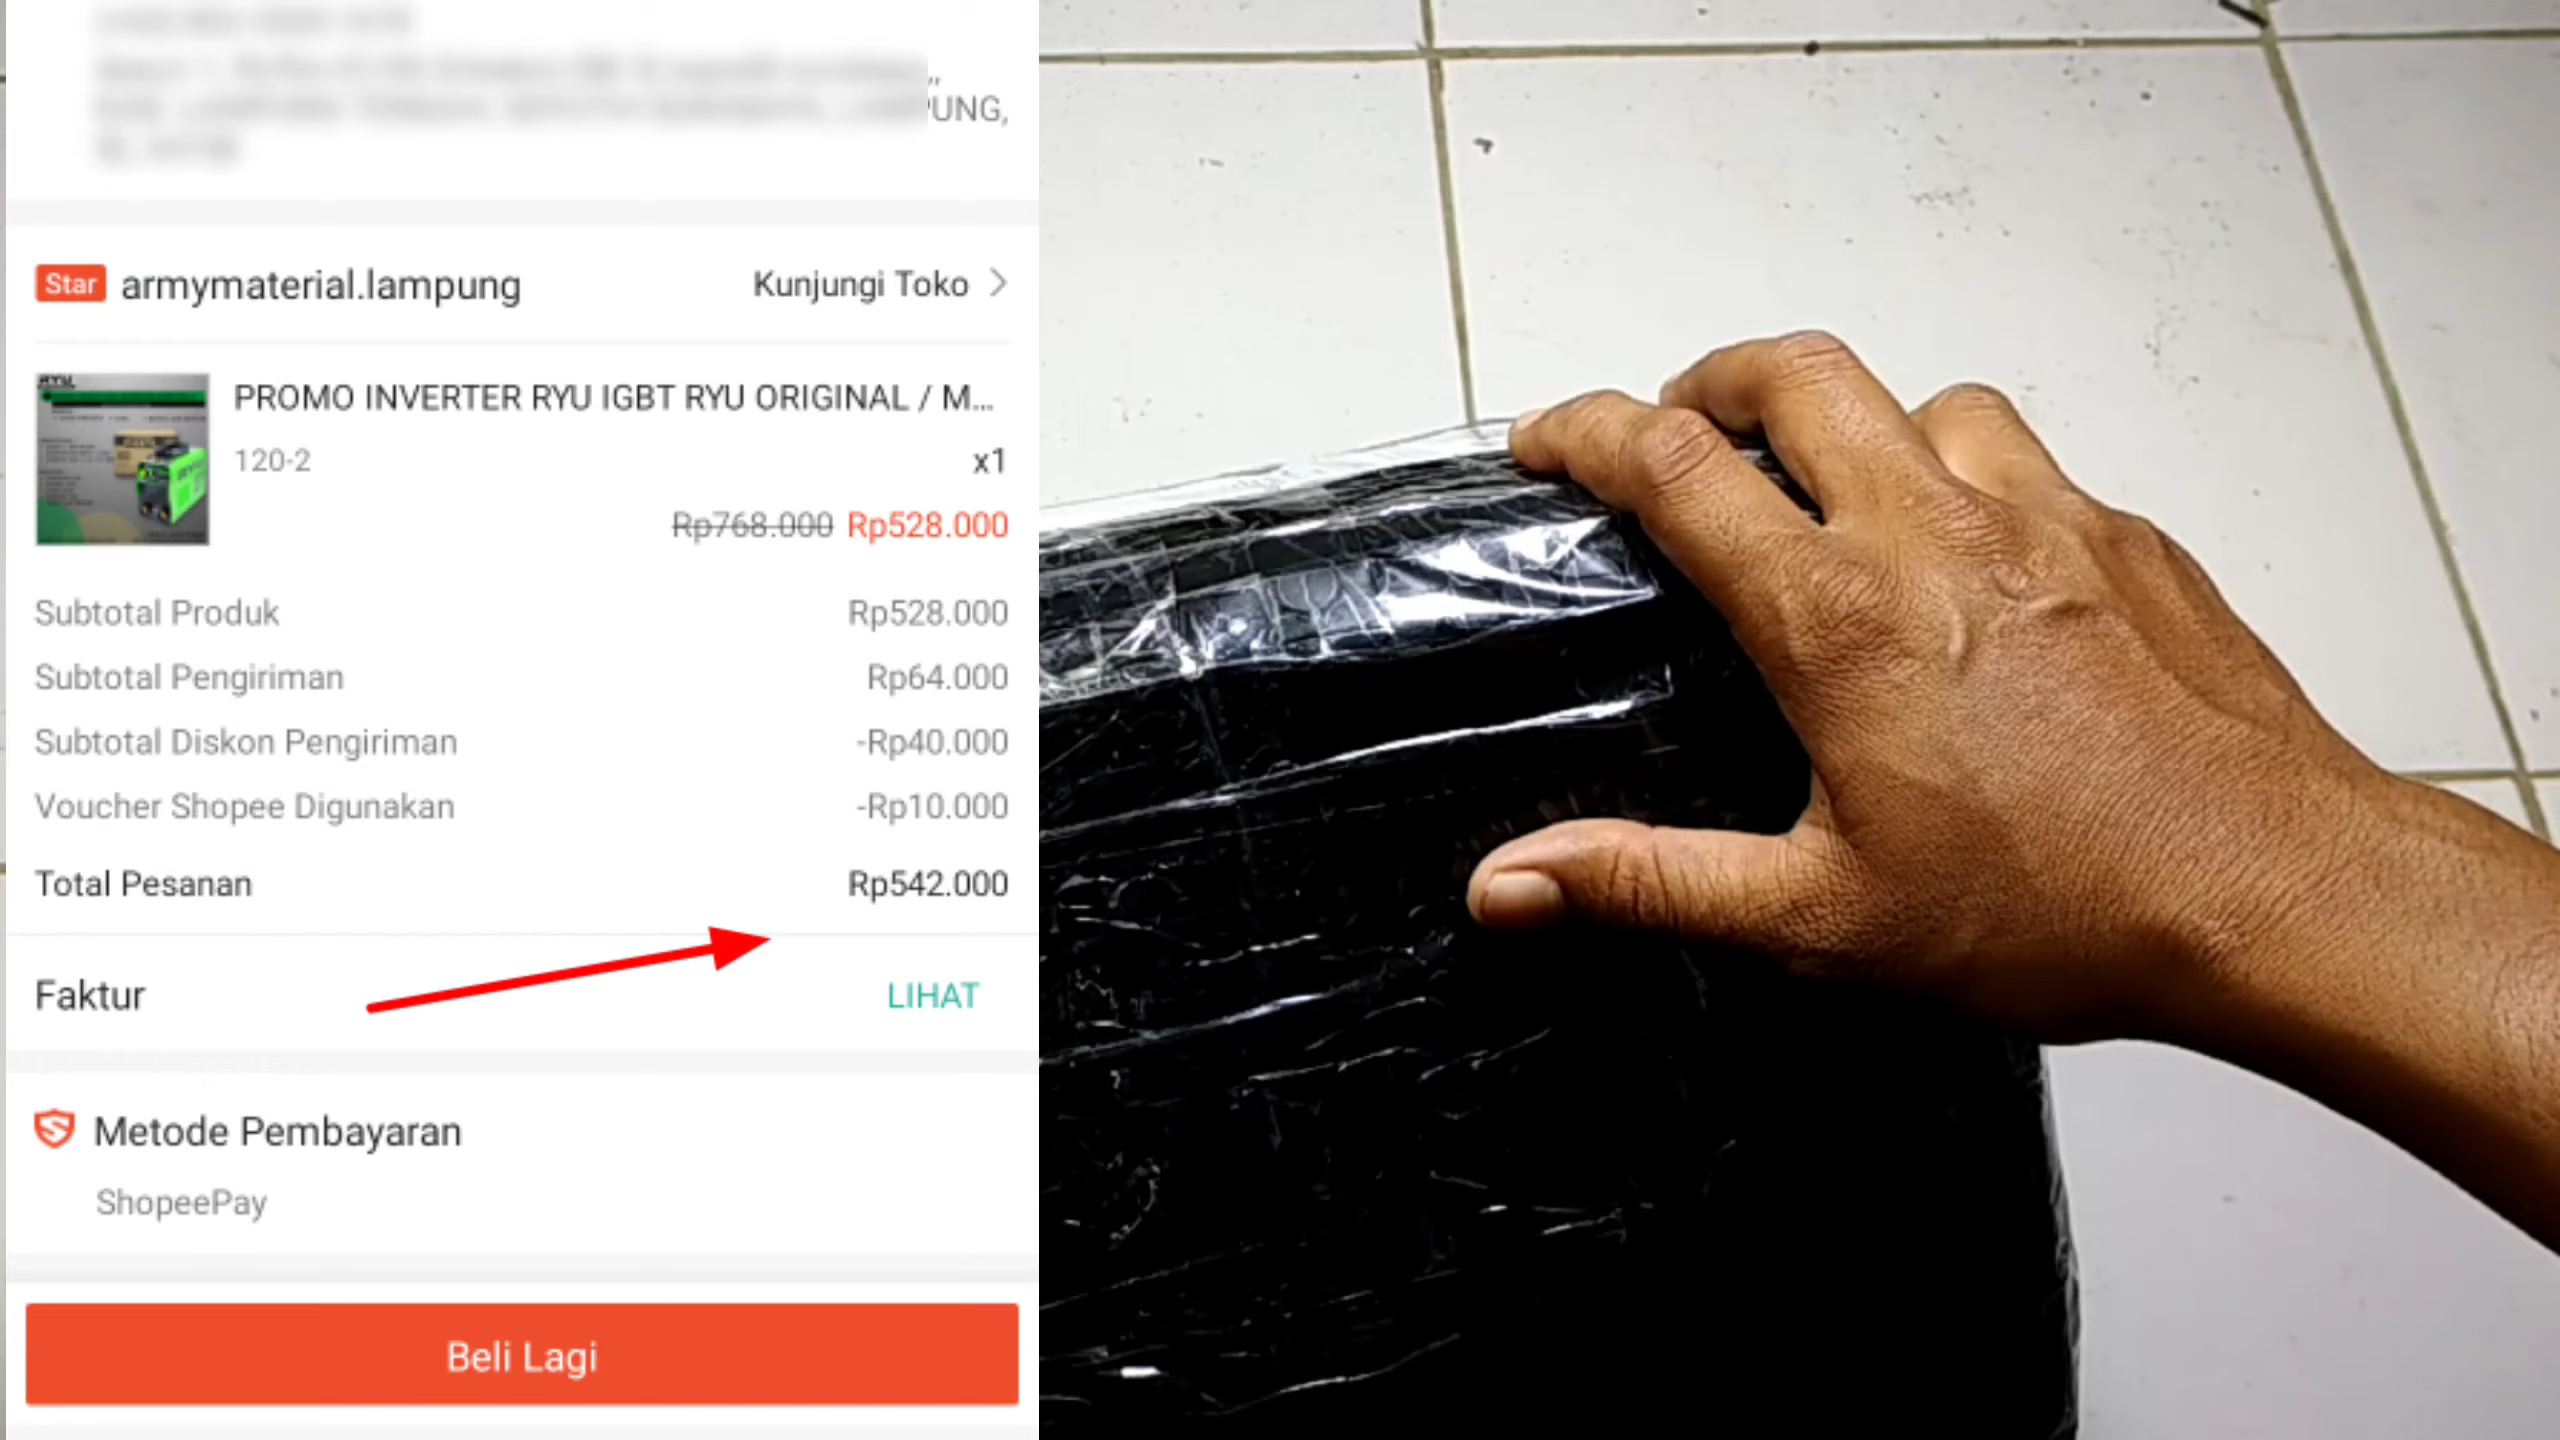 PUNG,
Star armymaterial.lampung Kunjungi Toko
RYU
PROMO INVERTER RYU IGBT RYU ORIGINAL / M...
120-2 x1
Rp768.000 Rp528.000
Subtotal Produk Rp528.000
Subtotal Pengiriman Rp64.000
Subtotal Diskon Pengiriman -Rp40.000
Voucher Shopee Digunakan -Rp10.000
Total Pesanan Rp542.000
Faktur LIHAT
Metode Pembayaran
ShopeePay
Beli Lagi